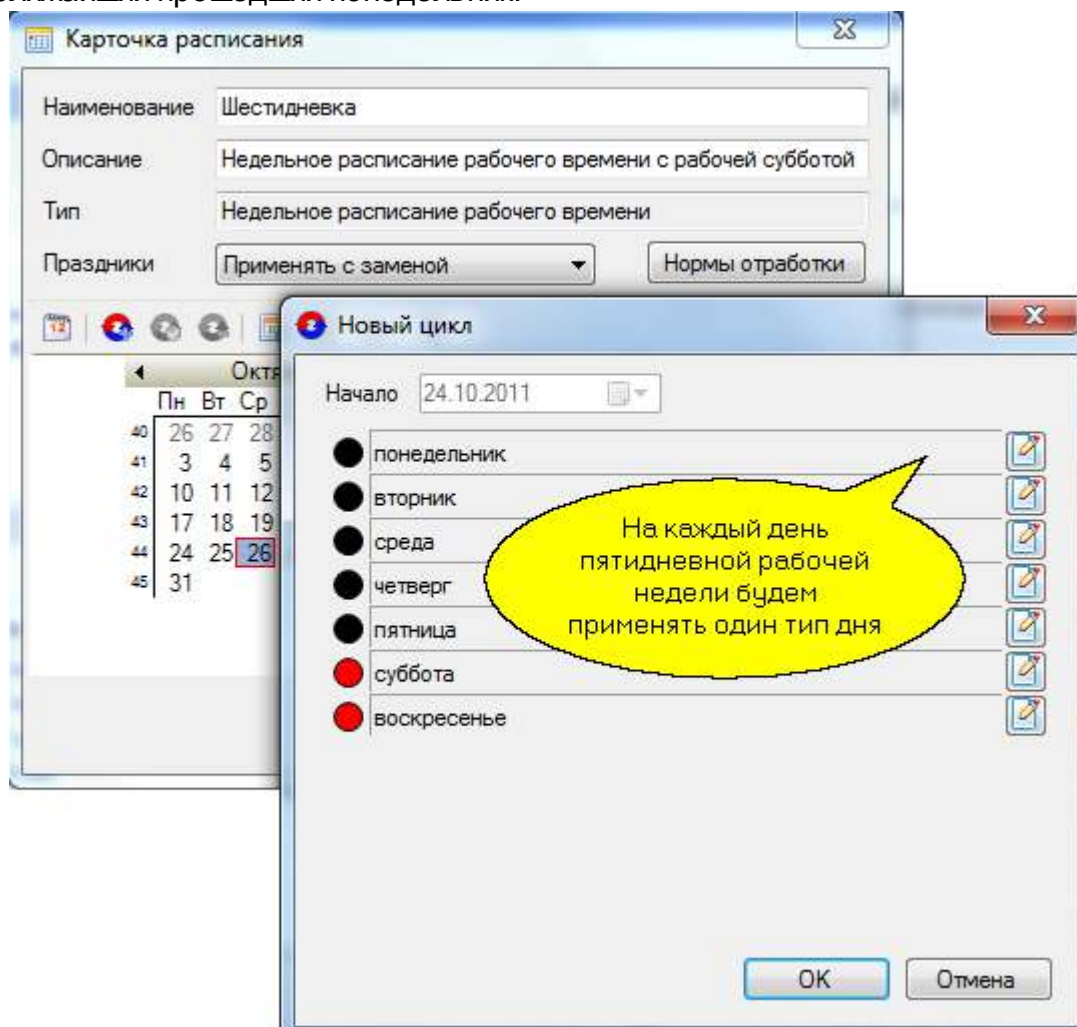 Карточка расписания
Наименование Шестидневка
Описание Недельное расписание рабочего времени с рабочей субботой
Тип Недельное расписание рабочего времени
Праздники Применять с заменой Нормы отработки
12
Новый цикл
Пн Вт Ср
40 26 27 28
41 3 4 5
42 10 11 12
43 17 18 19
44 24 25 26
45 31
Начало 24.10.2011
понедельник
вторник
среда
четверг
пятница
суббота
воскресенье
На каждый день
пятидневной рабочей
недели будем
применять один тип дня
OK Отмена